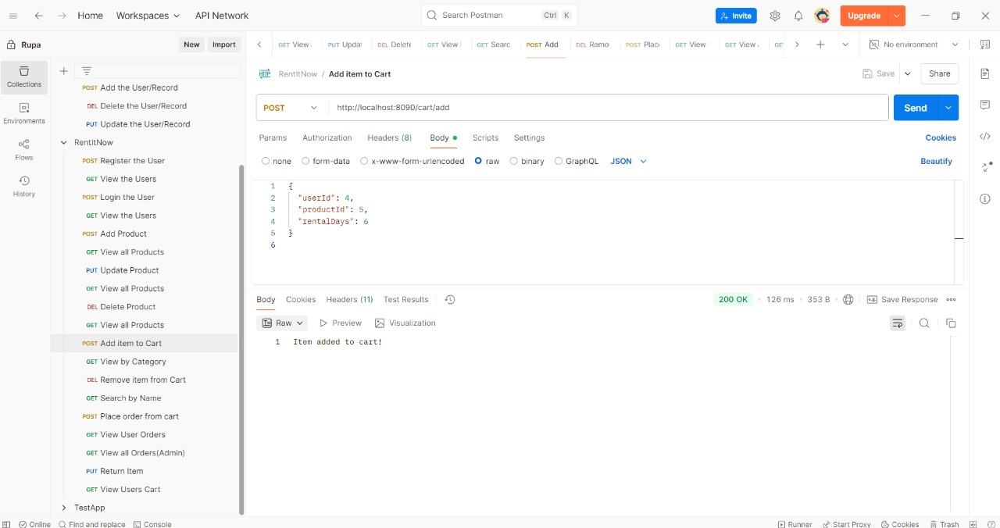 Home Workspaces API Network Search Postman Ctrl K Invite Upgrade
Rupa New Import GET View POST Add No environment
Collections
Environments
Flows
History
POST Add the User/Record
DEL Delete the User/Record
PUT Update the User/Record
RentItNow
POST Register the User
GET View the Users
POST Login the User
GET View the Users
POST Add Product
GET View all Products
PUT Update Product
GET View all Products
DEL Delete Product
GET View all Products
POST Add item to Cart
GET View by Category
DEL Remove item from Cart
GET Search by Name
POST Place order from cart
GET View User Orders
GET View all Orders(Admin)
PUT Return Item
GET View Users Cart
TestApp
GET View PUT Updat DEL Delete GET View GET Searc POST Add DEL Remo POST Place GET View GET View GET
HTTP RentItNow / Add item to Cart Save Share
POST http://localhost:8090/cart/add Send
Params Authorization Headers (8) Body Scripts Settings Cookies
none form-data x-www-form-urlencoded raw binary GraphQL JSON Beautify
1 {
2 "userId": 4,
3 "productId": 5,
4 "rentalDays": 6
5 }
6
Body Cookies Headers (11) Test Results 200 OK 126 ms 353 B Save Response
Raw Preview Visualization
1 Item added to cart!
Online Find and replace Console Runner Start Proxy Cookies Trash